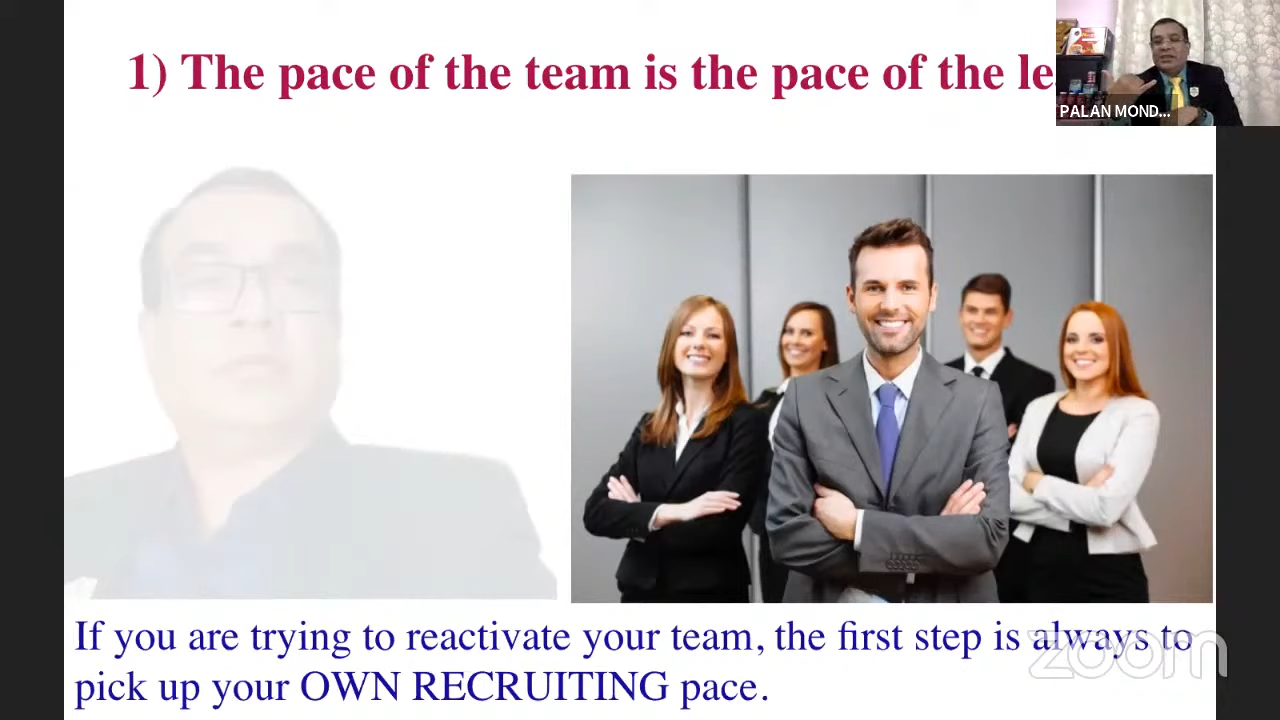 1) The pace of the team is the pace of the le
PALAN MOND...
If you are trying to reactivate your team, the first step is always to
pick up your OWN RECRUITING pace.
zoom